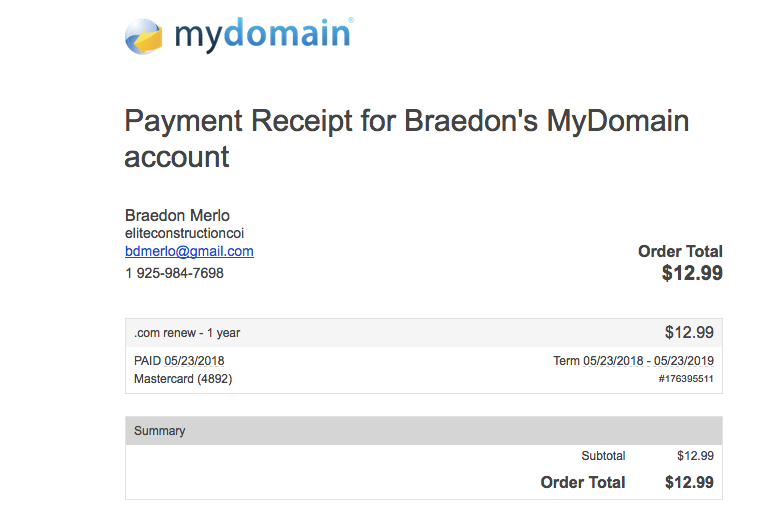 mydomain®
Payment Receipt for Braedon's MyDomain
account
Braedon Merlo
eliteconstructioncoi
bdmerlo@gmail.com
1 925-984-7698
Order Total
$12.99
.com renew - 1 year $12.99
PAID 05/23/2018 Term 05/23/2018 - 05/23/2019
Mastercard (4892) #176395511
Summary
Subtotal $12.99
Order Total $12.99